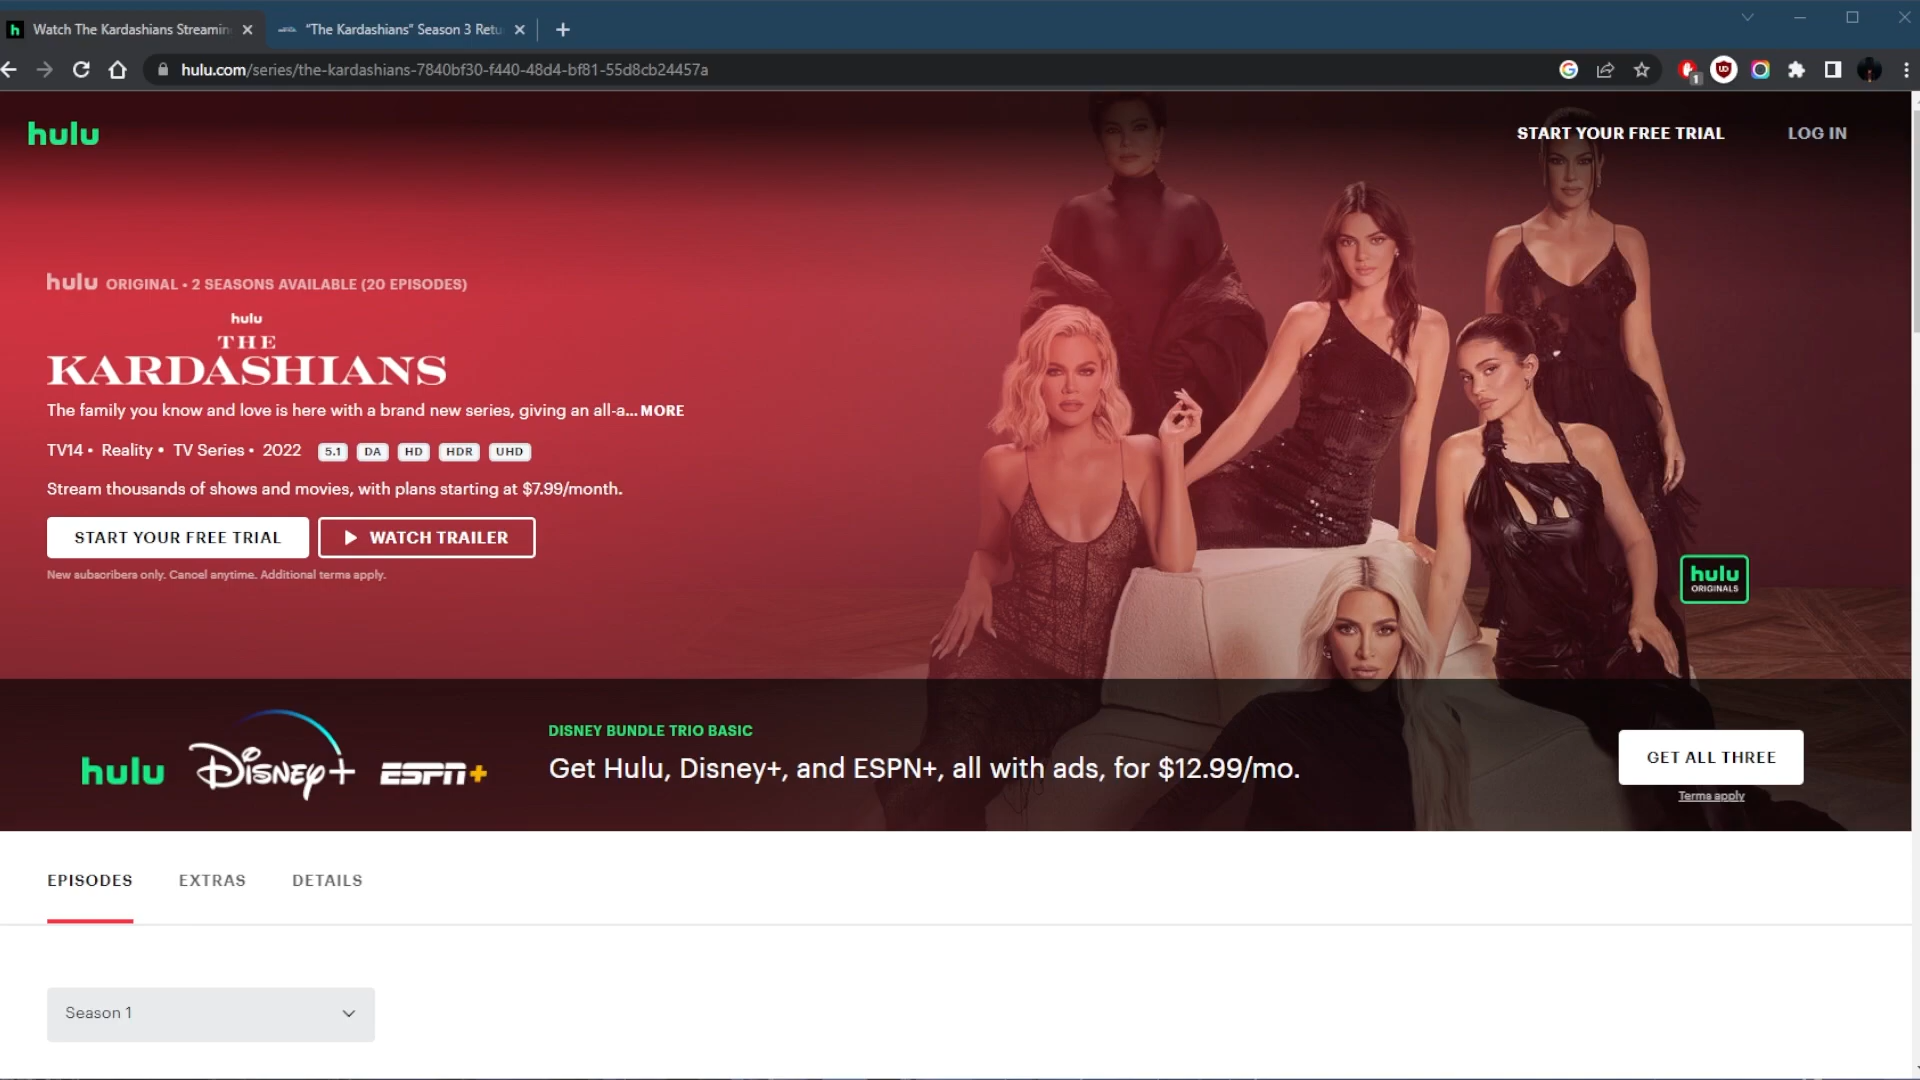 Watch The Kardashians Streamin
"The Kardashians" Season 3 Retu
hulu.com/series/the-kardashians-7840bf30-f440-48d4-bf81-55d8cb24457a
1
hulu
START YOUR FREE TRIAL
LOG IN
hulu ORIGINAL • 2 SEASONS AVAILABLE (20 EPISODES)
hulu
THE
KARDASHIANS
The family you know and love is here with a brand new series, giving an all-a... MORE
TV14 • Reality • TV Series • 2022 5.1 DA HD HDR UHD
Stream thousands of shows and movies, with plans starting at $7.99/month.
START YOUR FREE TRIAL
WATCH TRAILER
New subscribers only. Cancel anytime. Additional terms apply.
hulu
ORIGINALS
hulu Disney+ ESPN+
DISNEY BUNDLE TRIO BASIC
Get Hulu, Disney+, and ESPN+, all with ads, for $12.99/mo.
GET ALL THREE
Terms apply
EPISODES
EXTRAS
DETAILS
Season 1